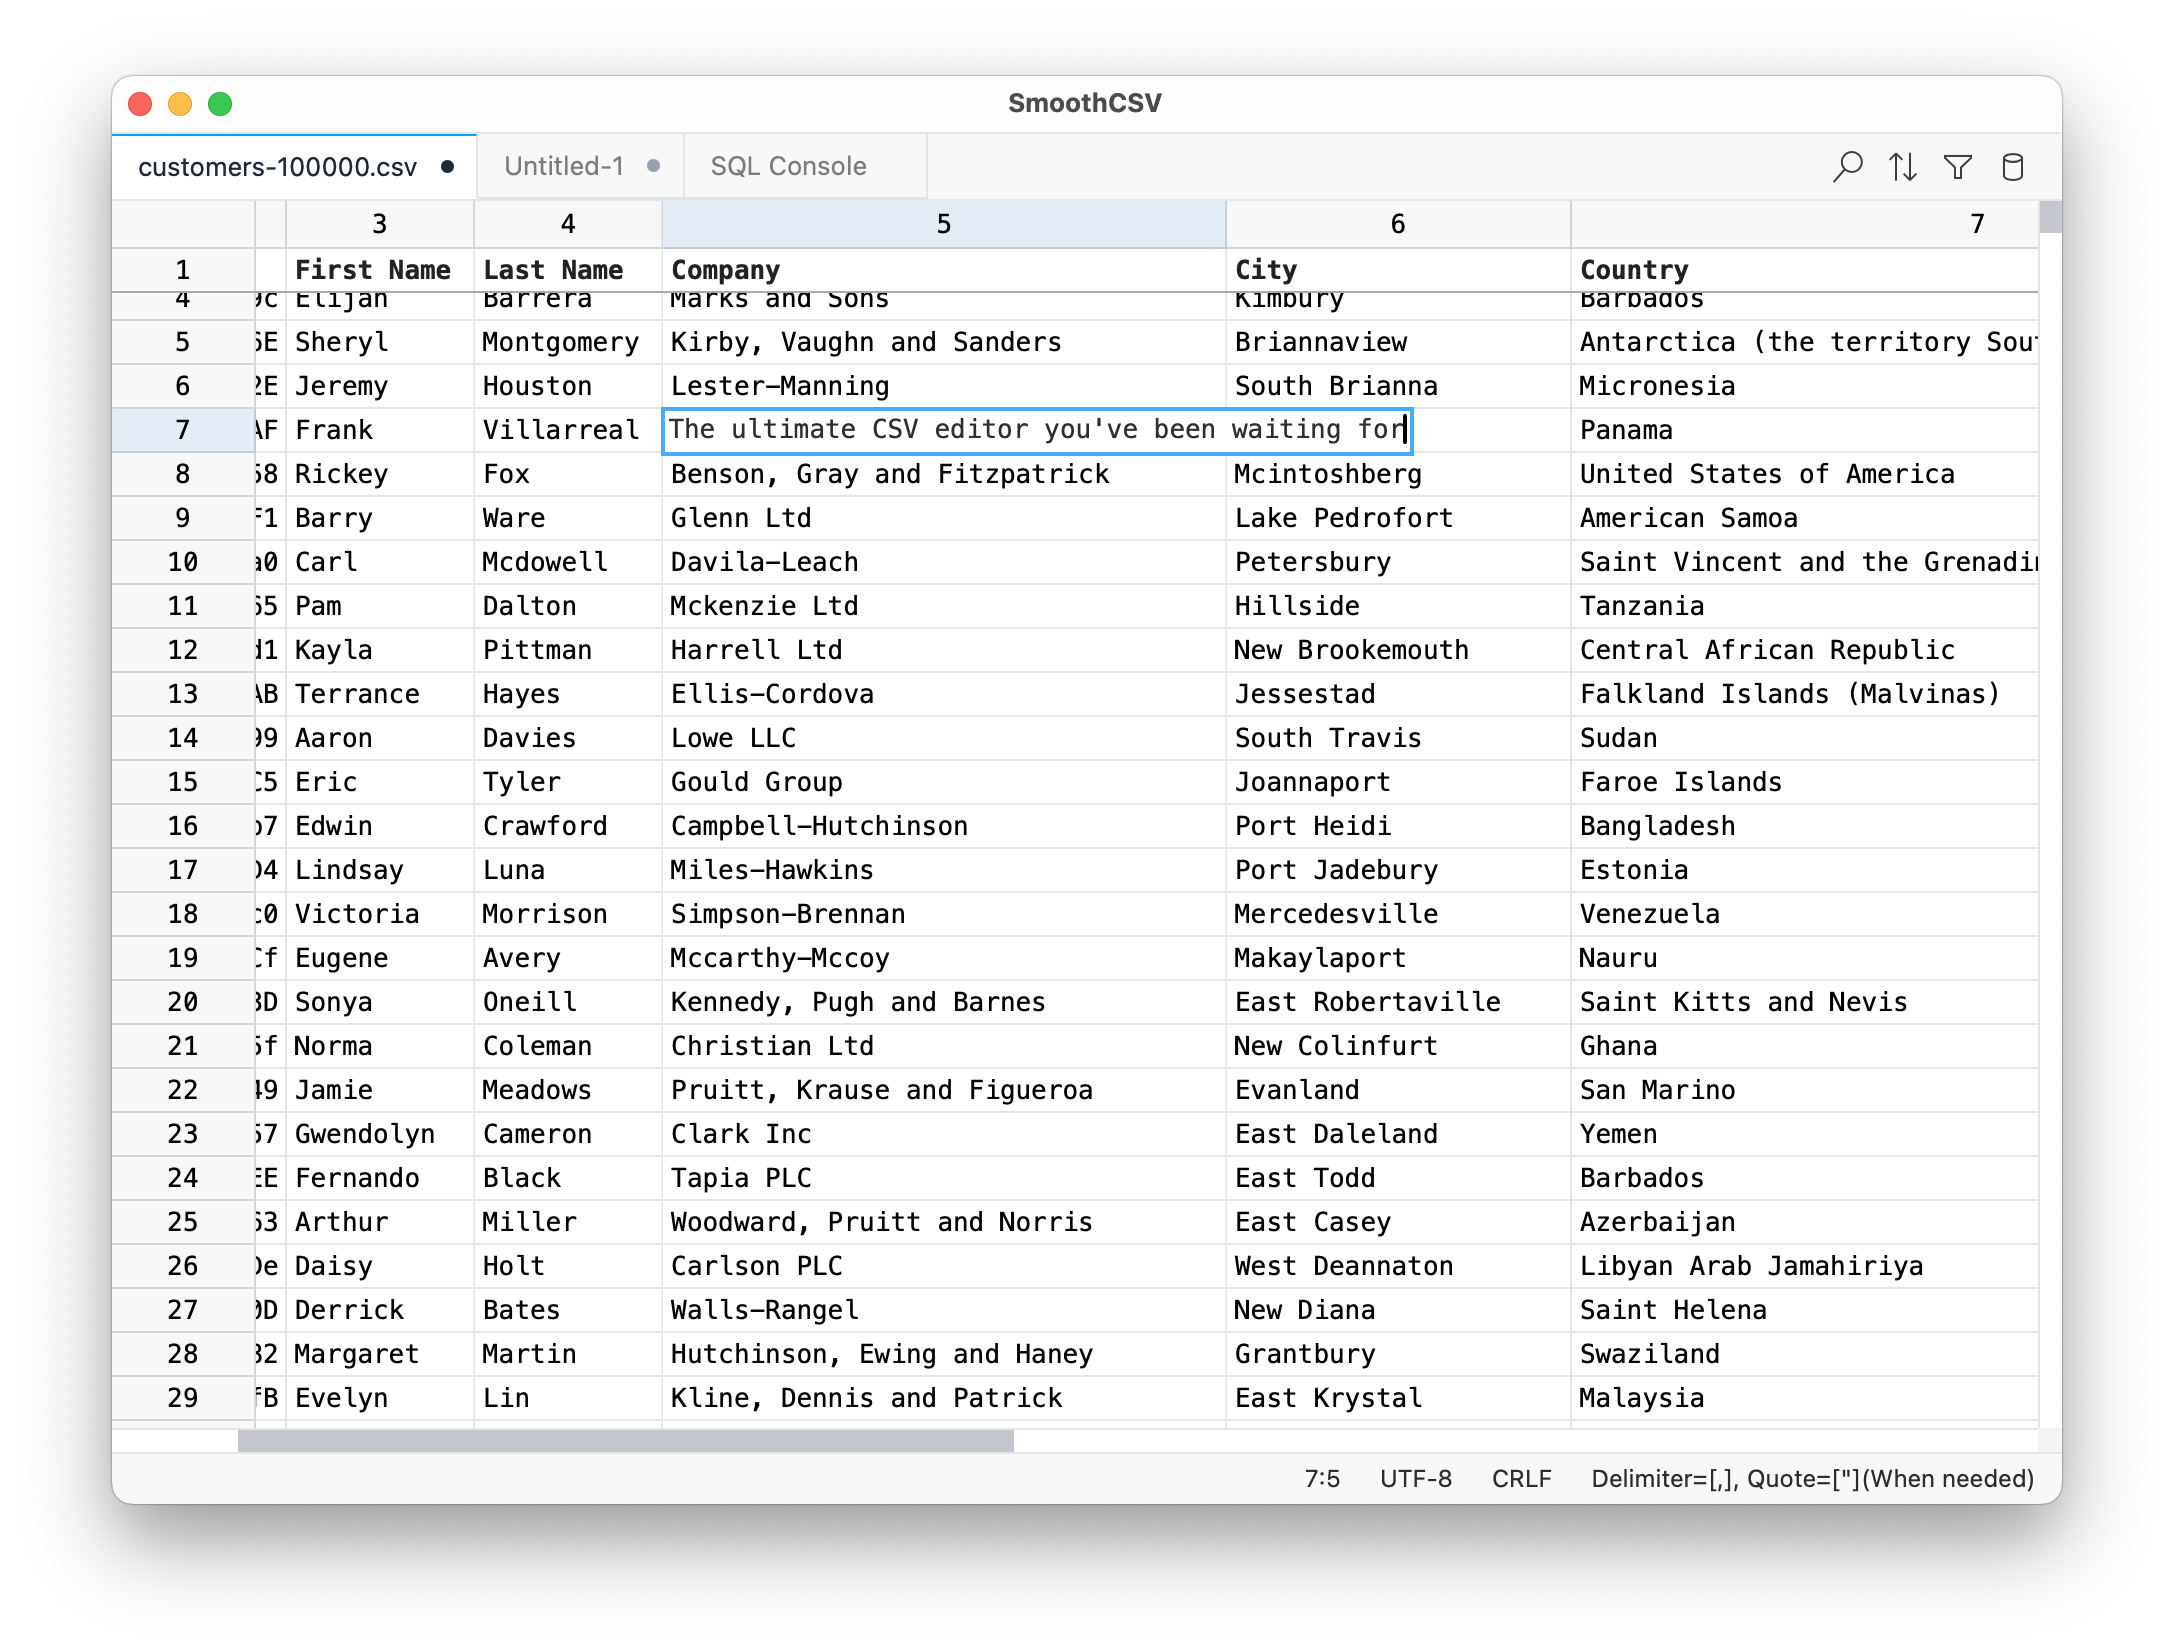 SmoothCSV
customers-100000.csv Untitled-1 SQL Console
3 4 5 6 7
1 First Name Last Name Company City Country
4 9c Elijah Barrera Marks and Sons Kimbury Barbados
5 6E Sheryl Montgomery Kirby, Vaughn and Sanders Briannaview Antarctica (the territory Sout
6 2E Jeremy Houston Lester-Manning South Brianna Micronesia
7 AF Frank Villarreal The ultimate CSV editor you've been waiting for Panama
8 58 Rickey Fox Benson, Gray and Fitzpatrick Mcintoshberg United States of America
9 f1 Barry Ware Glenn Ltd Lake Pedrofort American Samoa
10 a0 Carl Mcdowell Davila-Leach Petersbury Saint Vincent and the Grenadin
11 65 Pam Dalton Mckenzie Ltd Hillside Tanzania
12 d1 Kayla Pittman Harrell Ltd New Brookemouth Central African Republic
13 AB Terrance Hayes Ellis-Cordova Jessestad Falkland Islands (Malvinas)
14 99 Aaron Davies Lowe LLC South Travis Sudan
15 C5 Eric Tyler Gould Group Joannaport Faroe Islands
16 b7 Edwin Crawford Campbell-Hutchinson Port Heidi Bangladesh
17 D4 Lindsay Luna Miles-Hawkins Port Jadebury Estonia
18 c0 Victoria Morrison Simpson-Brennan Mercedesville Venezuela
19 Cf Eugene Avery Mccarthy-Mccoy Makaylaport Nauru
20 3D Sonya Oneill Kennedy, Pugh and Barnes East Robertaville Saint Kitts and Nevis
21 5f Norma Coleman Christian Ltd New Colinfurt Ghana
22 49 Jamie Meadows Pruitt, Krause and Figueroa Evanland San Marino
23 57 Gwendolyn Cameron Clark Inc East Daleland Yemen
24 EE Fernando Black Tapia PLC East Todd Barbados
25 63 Arthur Miller Woodward, Pruitt and Norris East Casey Azerbaijan
26 De Daisy Holt Carlson PLC West Deannaton Libyan Arab Jamahiriya
27 0D Derrick Bates Walls-Rangel New Diana Saint Helena
28 32 Margaret Martin Hutchinson, Ewing and Haney Grantbury Swaziland
29 fB Evelyn Lin Kline, Dennis and Patrick East Krystal Malaysia
7:5 UTF-8 CRLF Delimiter=[,], Quote=["](When needed)